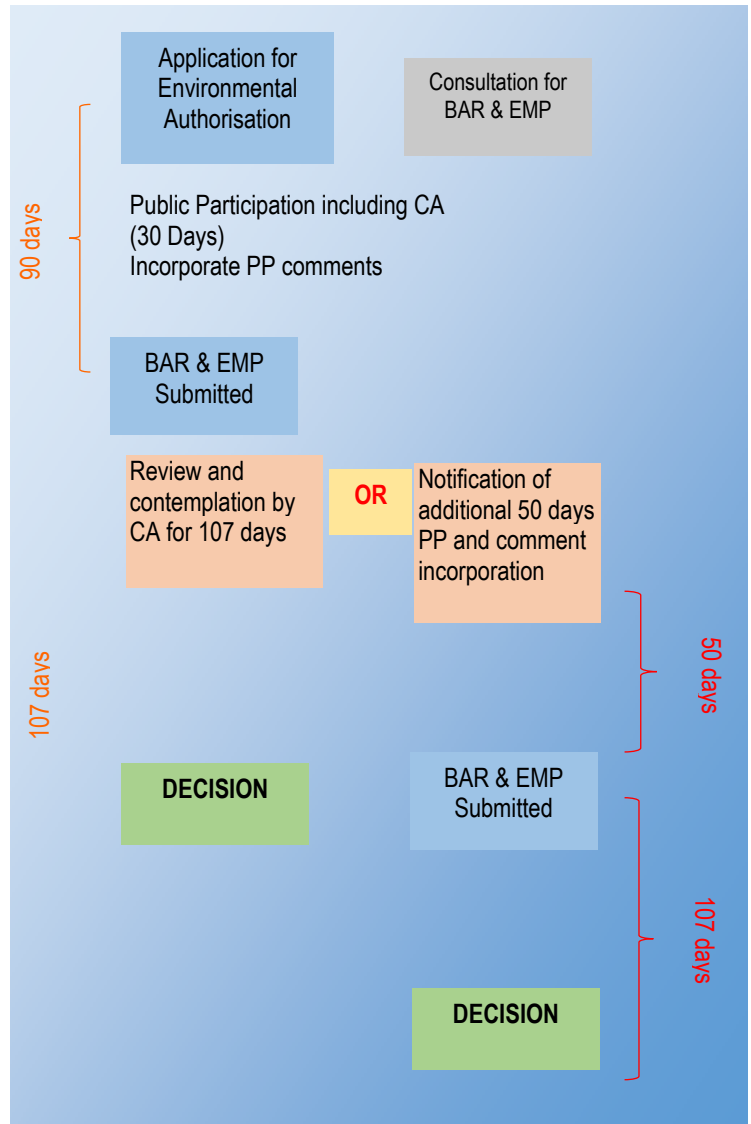 Application for
Environmental
Authorisation
Consultation for
BAR & EMP
90 days
Public Participation including CA
(30 Days)
Incorporate PP comments
BAR & EMP
Submitted
Review and
contemplation by
CA for 107 days
OR
Notification of
additional 50 days
PP and comment
incorporation
107 days
50 days
DECISION
BAR & EMP
Submitted
107 days
DECISION